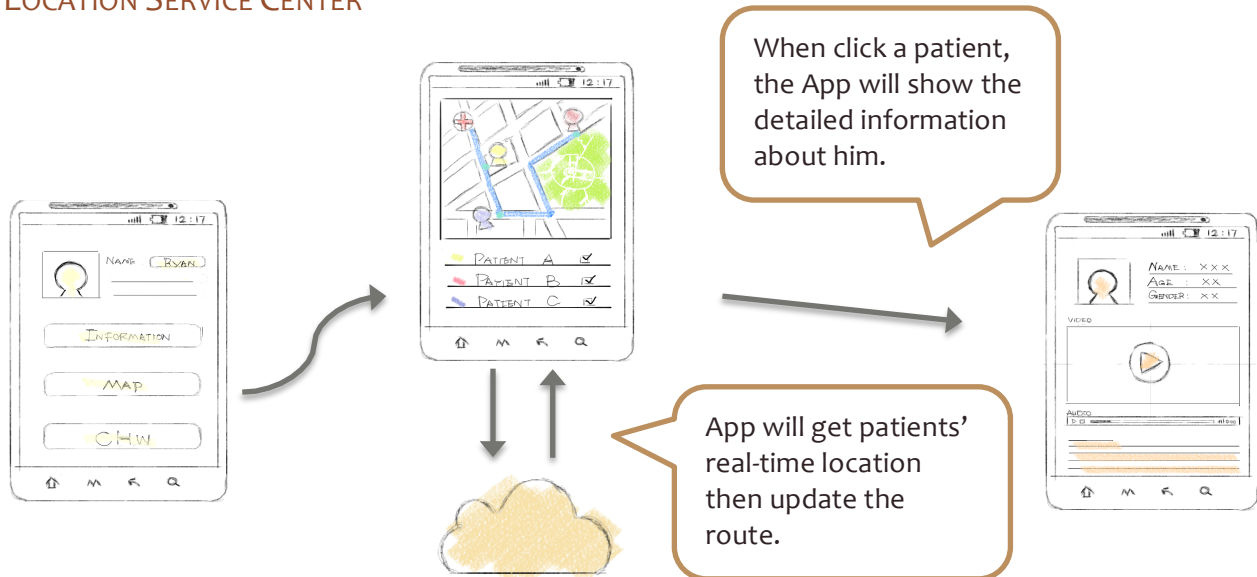 LOCATION SERVICE CENTER
When click a patient,
the App will show the
detailed information
about him.
12:17
PATIENT A
PATIENT B
PATIENT C
12:17
NAME RYAN
INFORMATION
MAP
CHW
12:17
NAME: XXX
AGE : XX
GENDER: XX
VIDEO
AUDIO
App will get patients’
real-time location
then update the
route.